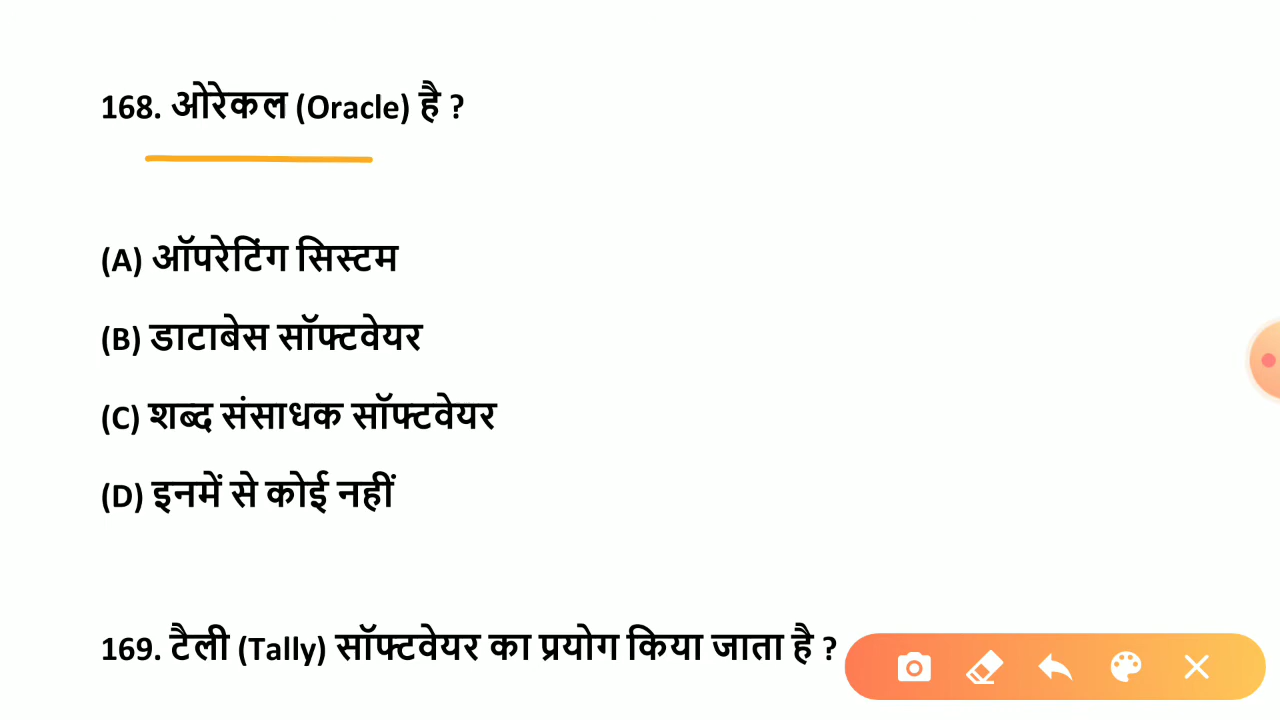 168. ओरेकल (Oracle) है ?
(A) ऑपरेटिंग सिस्टम
(B) डाटाबेस सॉफ्टवेयर
(C) शब्द संसाधक सॉफ्टवेयर
(D) इनमें से कोई नहीं
169. टैली (Tally) सॉफ्टवेयर का प्रयोग किया जाता है ?